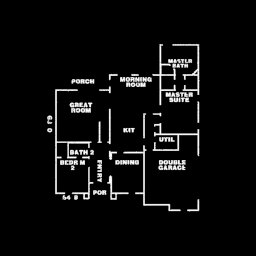 MASTER
BATH
PORCH
MORNING
ROOM
MASTER
SUITE
GREAT
ROOM
KIT
UTIL
BATH 2
BEDR M
2
ENTRY
DINING
DOUBLE
GARAGE
POR